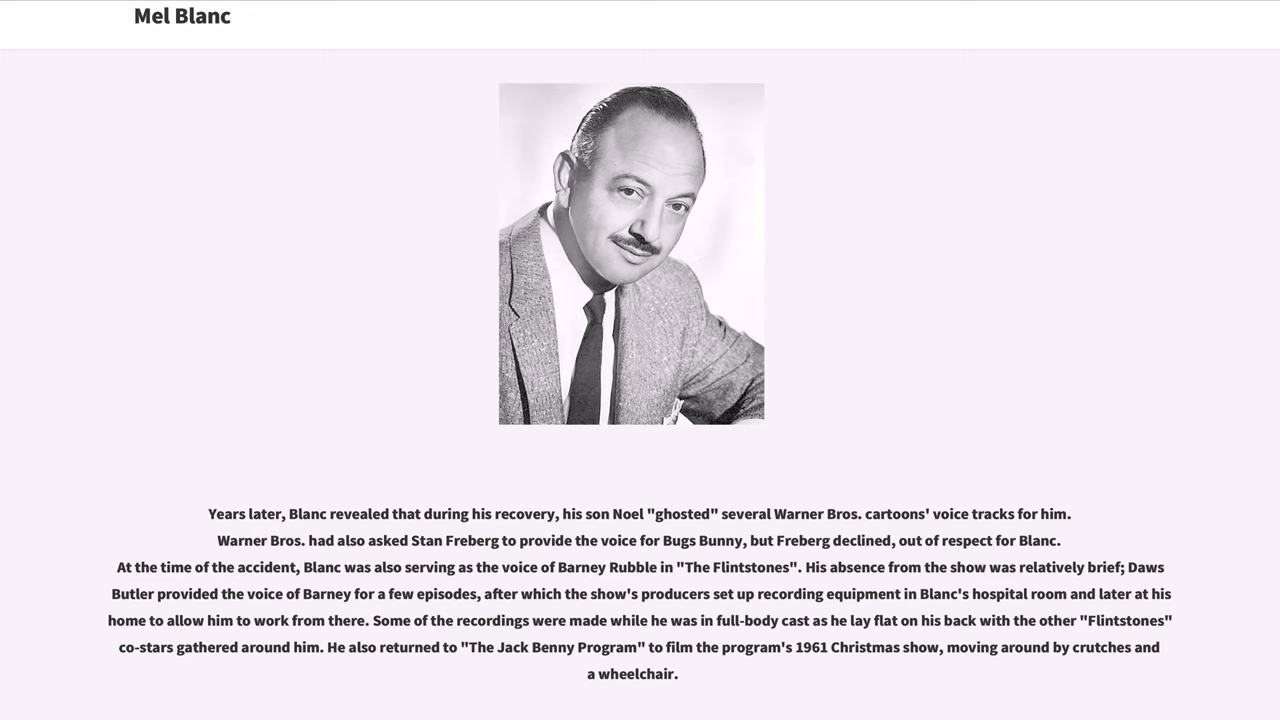 Mel Blanc
Years later, Blanc revealed that during his recovery, his son Noel "ghosted" several Warner Bros. cartoons' voice tracks for him.
Warner Bros. had also asked Stan Freberg to provide the voice for Bugs Bunny, but Freberg declined, out of respect for Blanc.
At the time of the accident, Blanc was also serving as the voice of Barney Rubble in "The Flintstones". His absence from the show was relatively brief; Daws
Butler provided the voice of Barney for a few episodes, after which the show's producers set up recording equipment in Blanc's hospital room and later at his
home to allow him to work from there. Some of the recordings were made while he was in full-body cast as he lay flat on his back with the other "Flintstones"
co-stars gathered around him. He also returned to "The Jack Benny Program" to film the program's 1961 Christmas show, moving around by crutches and
a wheelchair.